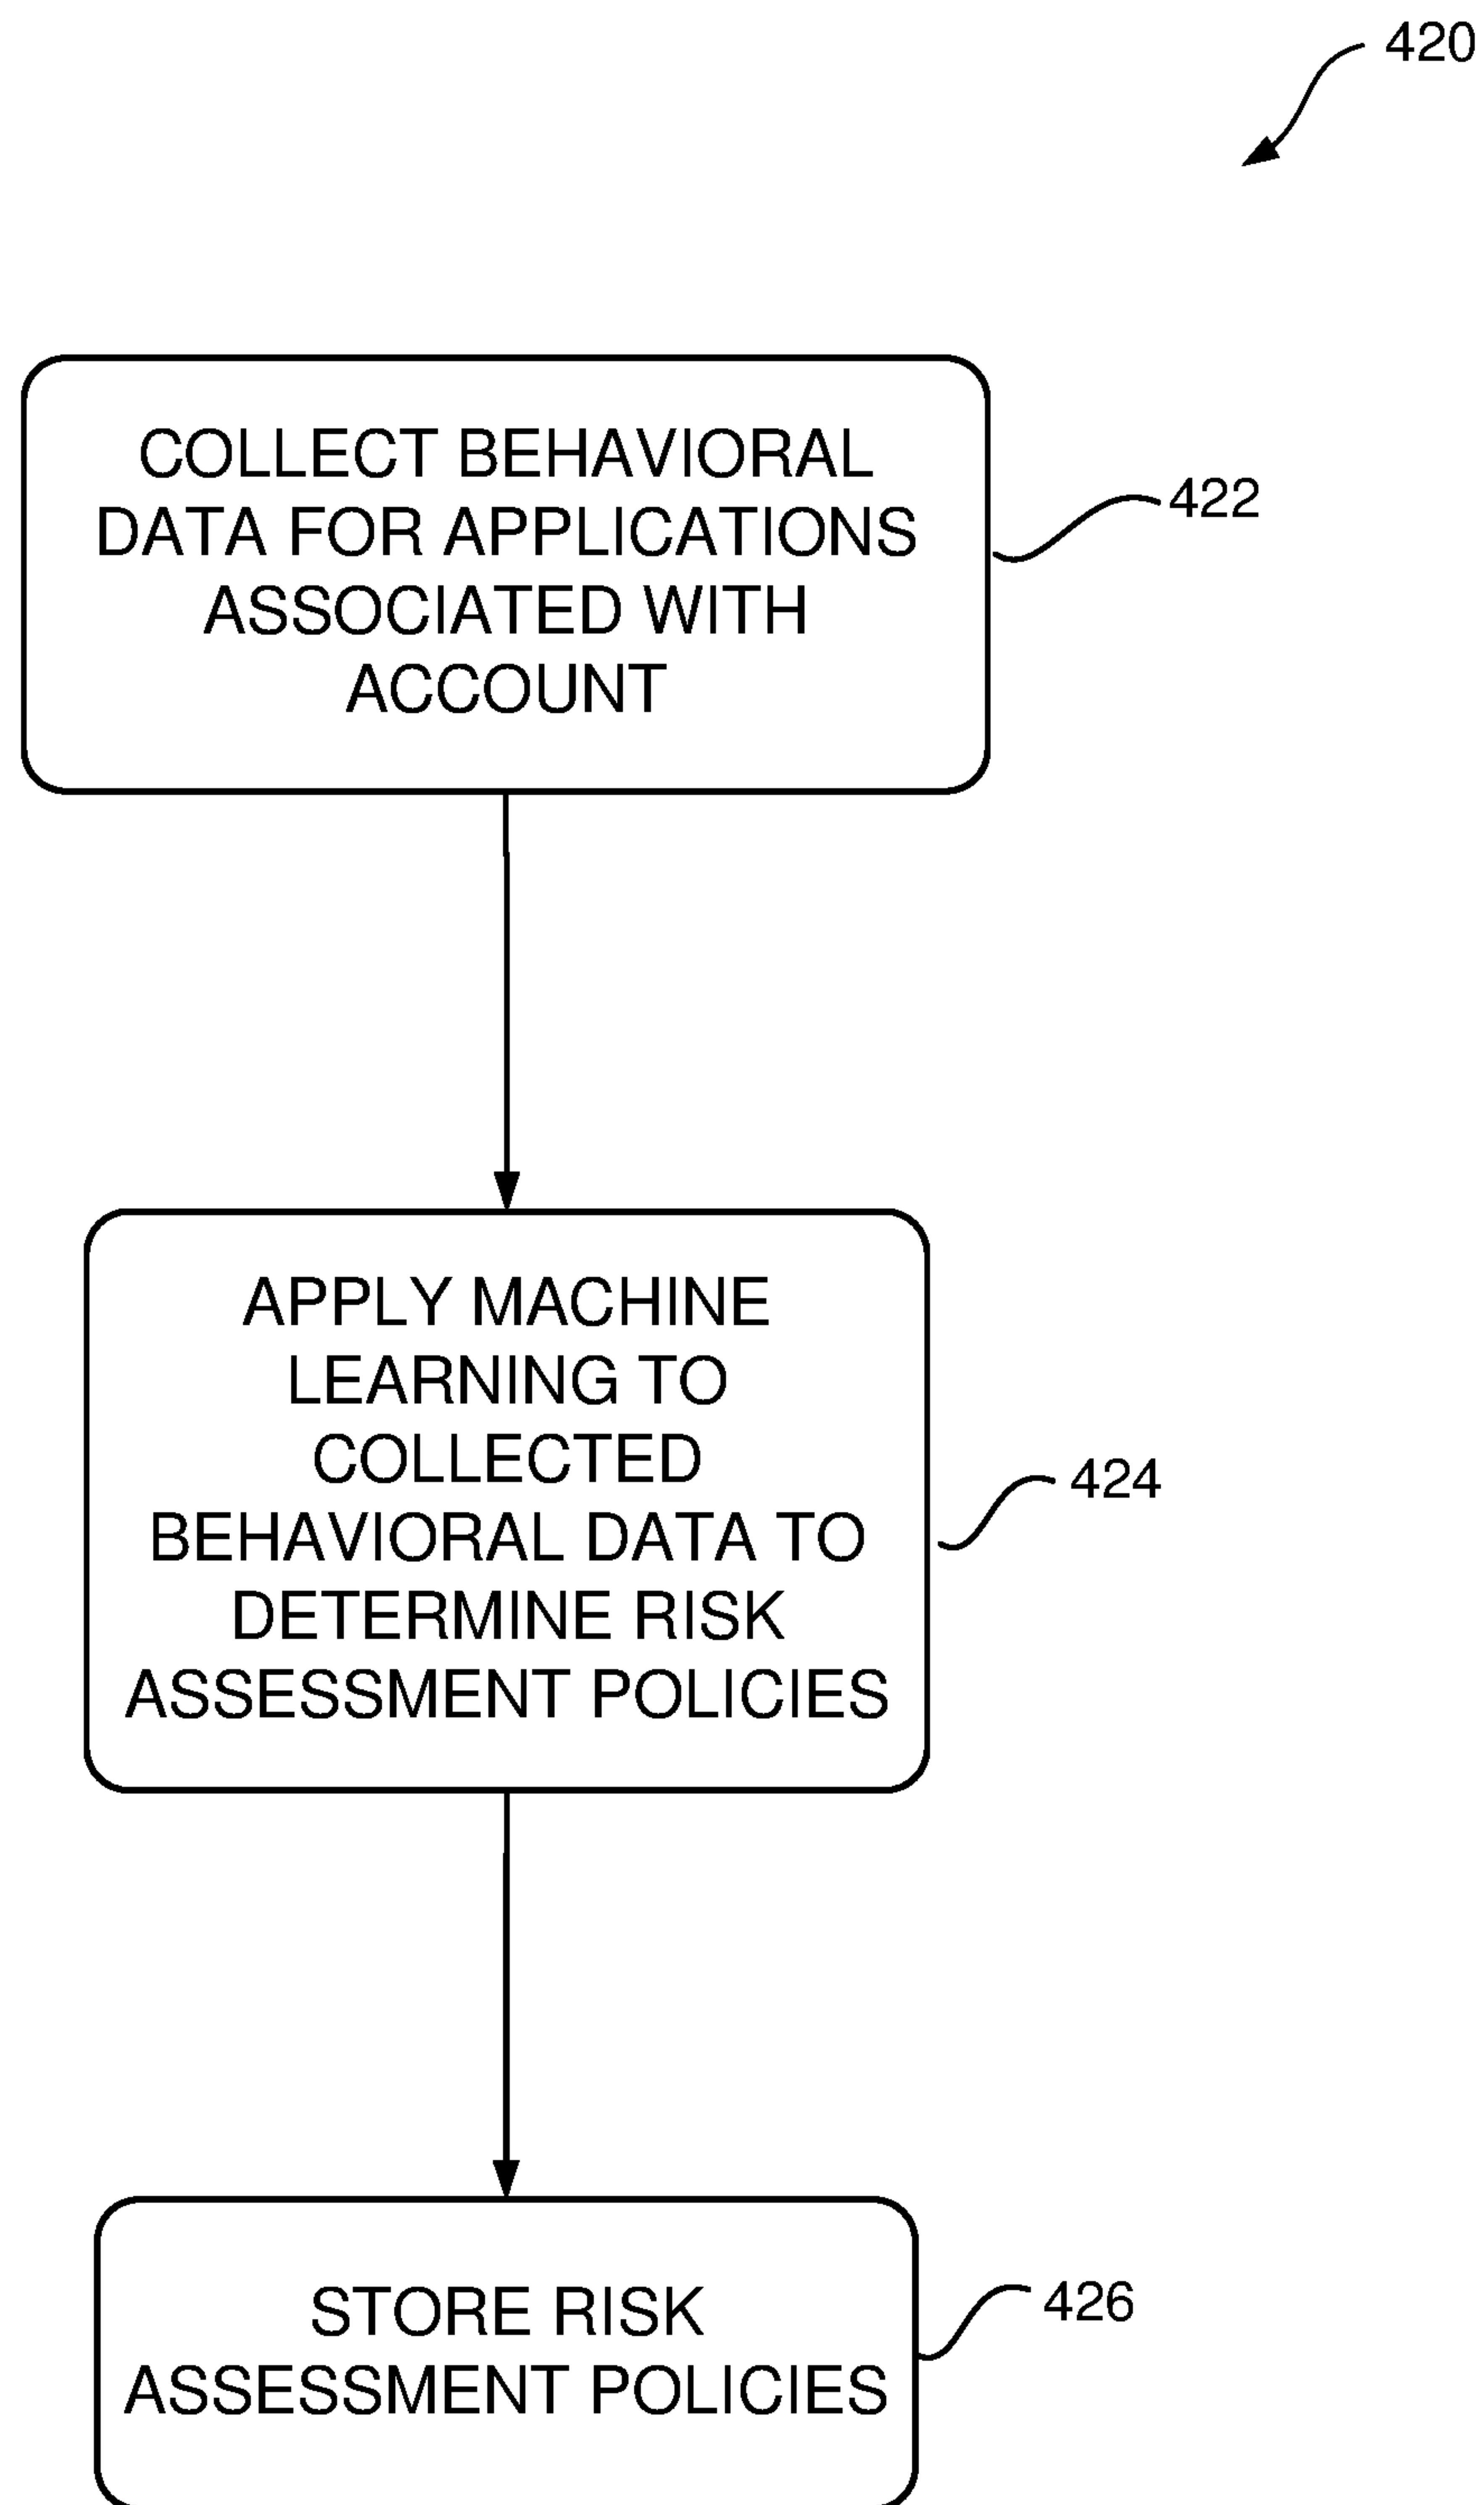 420
COLLECT BEHAVIORAL
DATA FOR APPLICATIONS
ASSOCIATED WITH
ACCOUNT
422
APPLY MACHINE
LEARNING TO
COLLECTED
BEHAVIORAL DATA TO
DETERMINE RISK
ASSESSMENT POLICIES
424
STORE RISK
ASSESSMENT POLICIES
426